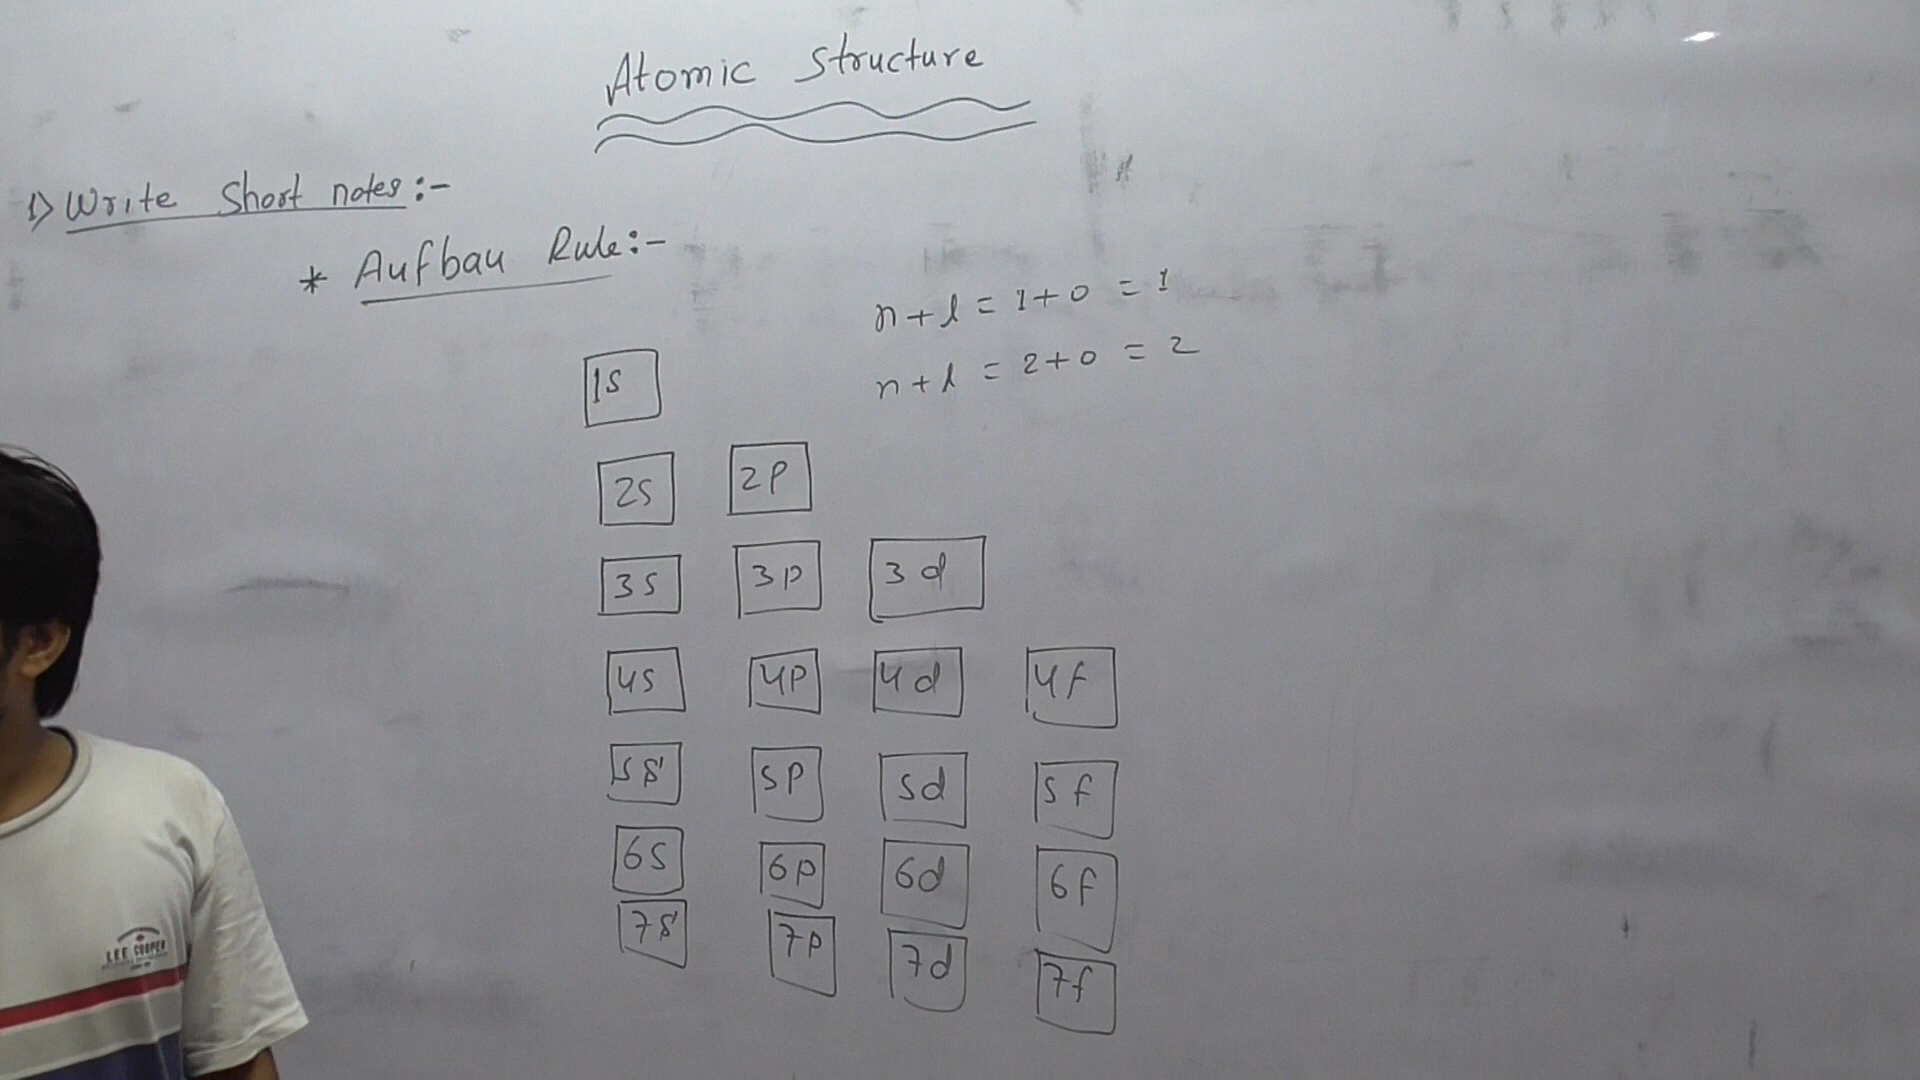 Atomic Structure
1) Write Short notes :-
* Aufbau Rule :-
n + l = 1 + 0 = 1
n + l = 2 + 0 = 2
1s
2s 2p
3s 3p 3d
4s 4p 4d 4f
5s 5p 5d 5f
6s 6p 6d 6f
7s 7p 7d 7f
LEE COOPER